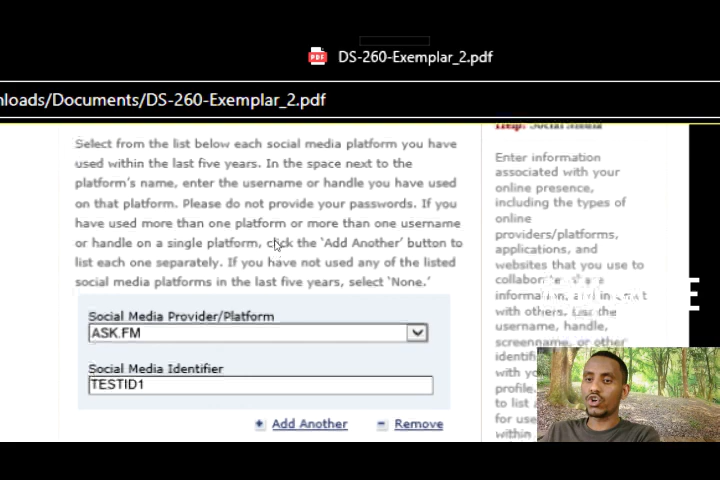 DS-260-Exemplar_2.pdf
nloads/Documents/DS-260-Exemplar_2.pdf
Select from the list below each social media platform you have
used within the last five years. In the space next to the
platform's name, enter the username or handle you have used
on that platform. Please do not provide your passwords. If you
have used more than one platform or more than one username
or handle on a single platform, click the 'Add Another' button to
list each one separately. If you have not used any of the listed
social media platforms in the last five years, select 'None.'
Social Media Provider/Platform
ASK.FM
Social Media Identifier
TESTID1
Add Another
Remove
Help: Social Media
Enter information
associated with your
online presence,
including the types of
online
providers/platforms,
applications, and
websites that you use to
with others. List the
username, handle,
screenname, or other
with
profile.
to list
for use
within